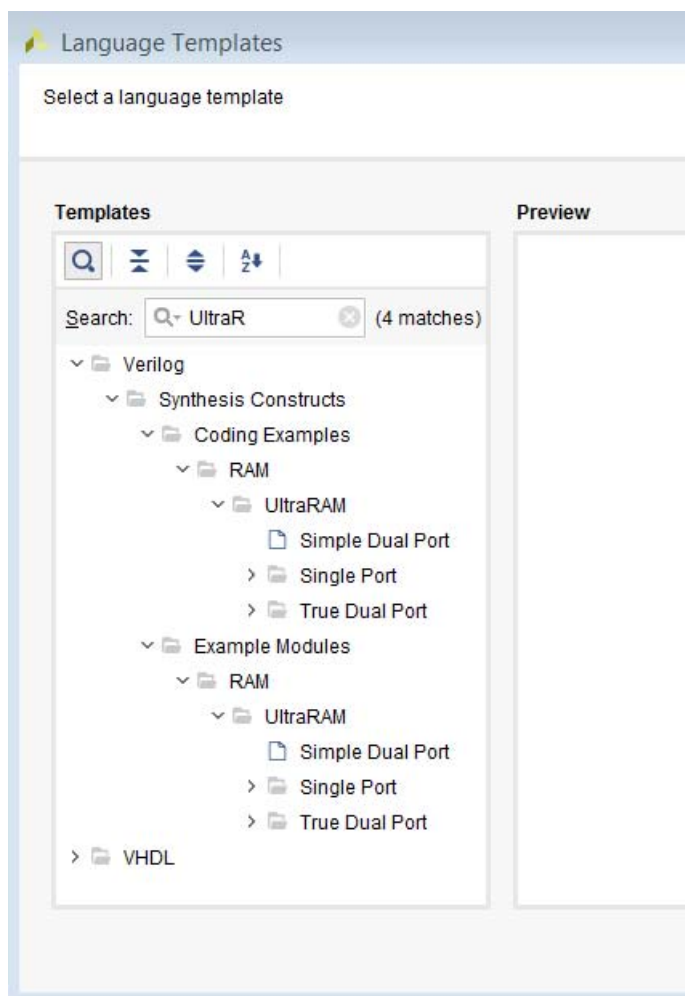 Language Templates
Select a language template
Templates
Preview
Search: UltraR (4 matches)
Verilog
Synthesis Constructs
Coding Examples
RAM
UltraRAM
Simple Dual Port
Single Port
True Dual Port
Example Modules
RAM
UltraRAM
Simple Dual Port
Single Port
True Dual Port
VHDL